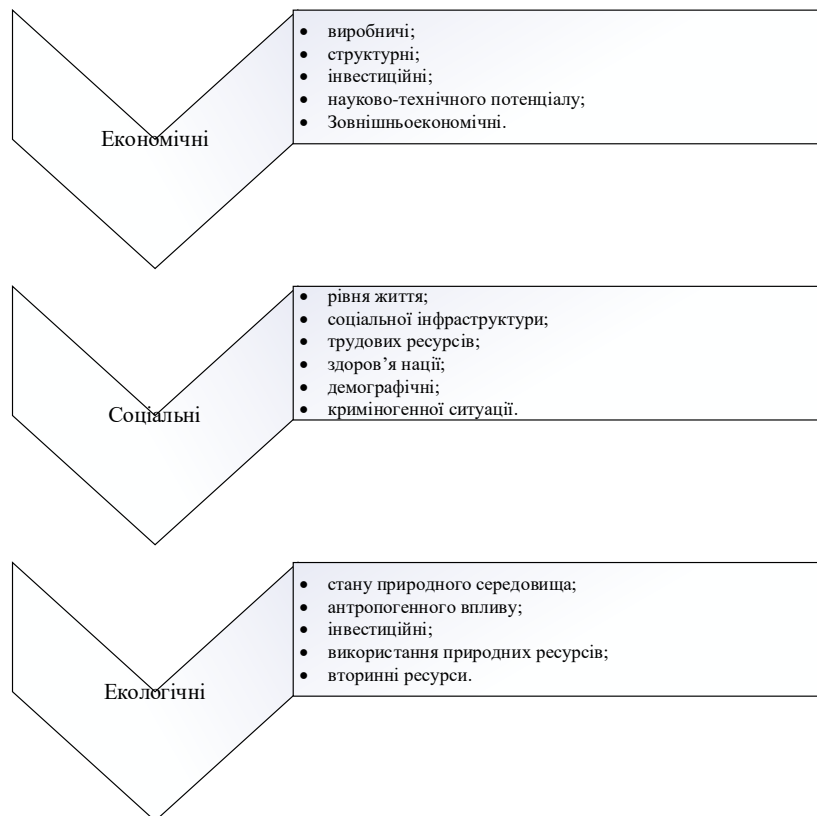 Економічні
• виробничі;
• структурні;
• інвестиційні;
• науково-технічного потенціалу;
• Зовнішньоекономічні.
Соціальні
• рівня життя;
• соціальної інфраструктури;
• трудових ресурсів;
• здоров’я нації;
• демографічні;
• криміногенної ситуації.
Екологічні
• стану природного середовища;
• антропогенного впливу;
• інвестиційні;
• використання природних ресурсів;
• вторинні ресурси.